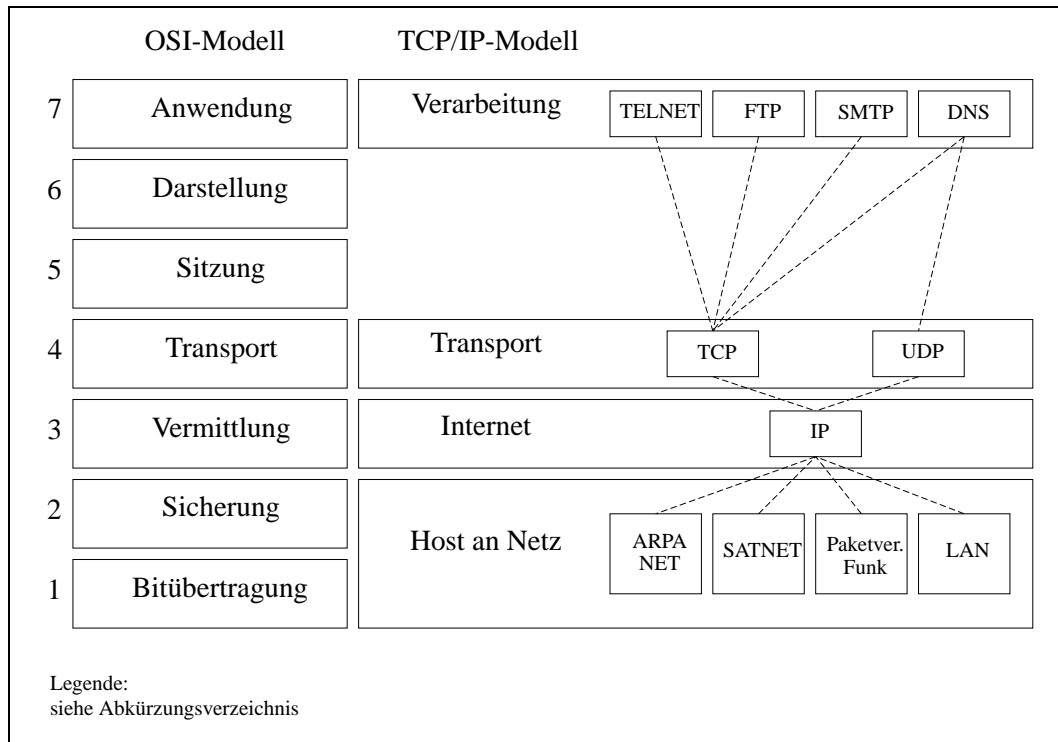 OSI-Modell
TCP/IP-Modell
7
Anwendung
Verarbeitung
TELNET
FTP
SMTP
DNS
6
Darstellung
5
Sitzung
4
Transport
Transport
TCP
UDP
3
Vermittlung
Internet
IP
2
Sicherung
Host an Netz
ARPA
NET
SATNET
Paketver.
Funk
LAN
1
Bitübertragung
Legende:
siehe Abkürzungsverzeichnis